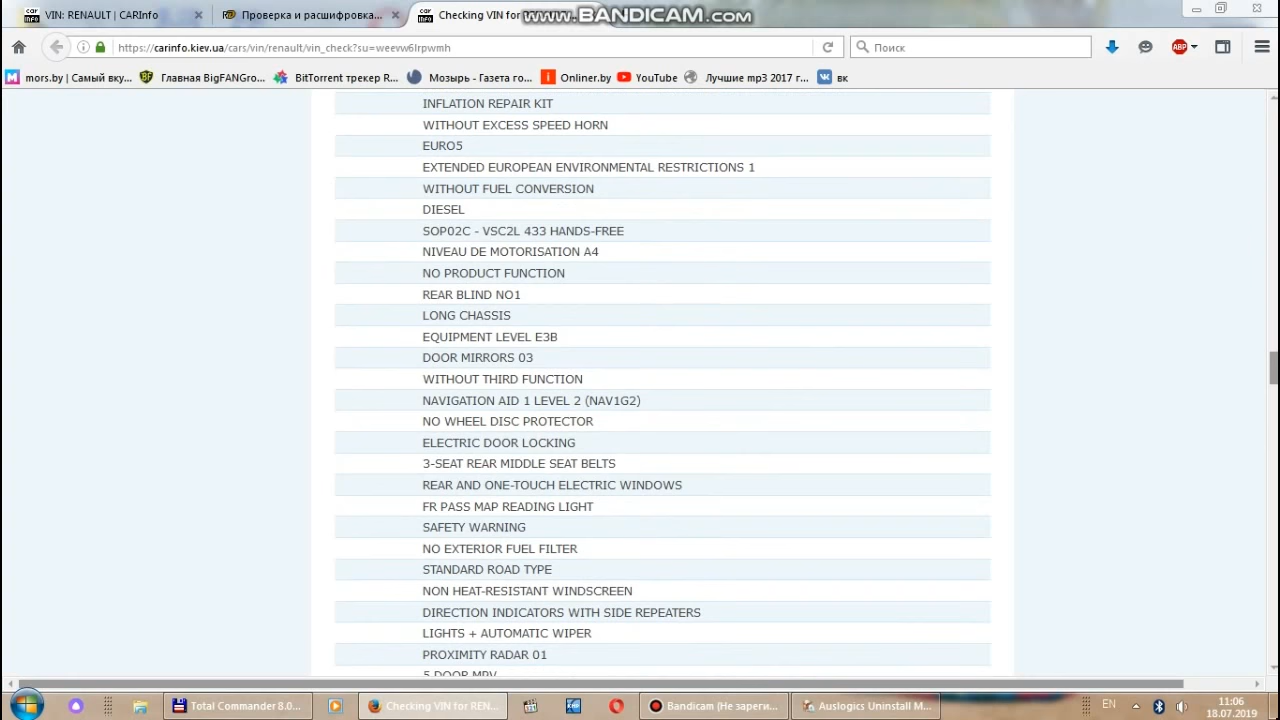 VIN: RENAULT | CARInfo
Проверка и расшифровка...
Checking VIN for
www.BANDICAM.com
https://carinfo.kiev.ua/cars/vin/renault/vin_check?su=weevw6lrpwmh
Поиск
ABP
mors.by | Самый вку...
Главная BigFANGro...
BitTorrent трекер R...
Мозырь - Газета го...
Onliner.by
YouTube
Лучшие mp3 2017 г...
вк
INFLATION REPAIR KIT
WITHOUT EXCESS SPEED HORN
EURO5
EXTENDED EUROPEAN ENVIRONMENTAL RESTRICTIONS 1
WITHOUT FUEL CONVERSION
DIESEL
SOP02C - VSC2L 433 HANDS-FREE
NIVEAU DE MOTORISATION A4
NO PRODUCT FUNCTION
REAR BLIND NO1
LONG CHASSIS
EQUIPMENT LEVEL E3B
DOOR MIRRORS 03
WITHOUT THIRD FUNCTION
NAVIGATION AID 1 LEVEL 2 (NAV1G2)
NO WHEEL DISC PROTECTOR
ELECTRIC DOOR LOCKING
3-SEAT REAR MIDDLE SEAT BELTS
REAR AND ONE-TOUCH ELECTRIC WINDOWS
FR PASS MAP READING LIGHT
SAFETY WARNING
NO EXTERIOR FUEL FILTER
STANDARD ROAD TYPE
NON HEAT-RESISTANT WINDSCREEN
DIRECTION INDICATORS WITH SIDE REPEATERS
LIGHTS + AUTOMATIC WIPER
PROXIMITY RADAR 01
5 DOOR MPV
Total Commander 8.0...
Checking VIN for REN...
Bandicam (Не зареги...
Auslogics Uninstall M...
EN
11:06
18.07.2019